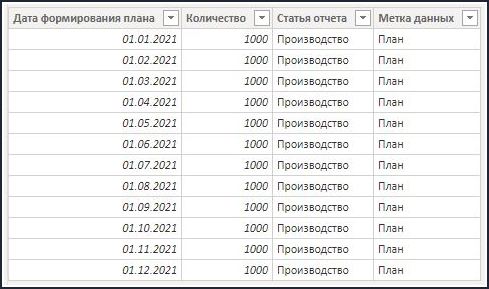 Дата формирования плана Количество Статья отчета Метка данных
01.01.2021 1000 Производство План
01.02.2021 1000 Производство План
01.03.2021 1000 Производство План
01.04.2021 1000 Производство План
01.05.2021 1000 Производство План
01.06.2021 1000 Производство План
01.07.2021 1000 Производство План
01.08.2021 1000 Производство План
01.09.2021 1000 Производство План
01.10.2021 1000 Производство План
01.11.2021 1000 Производство План
01.12.2021 1000 Производство План